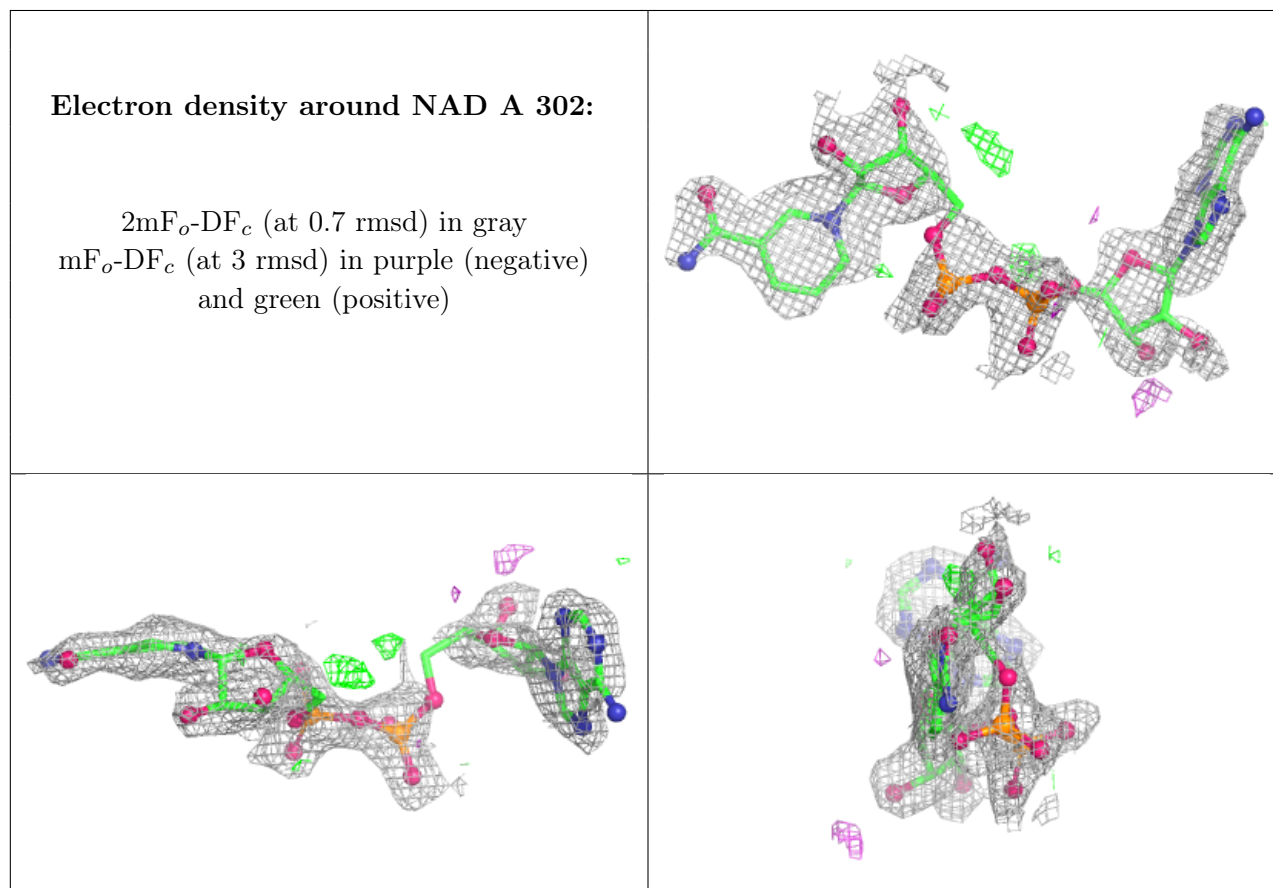 Electron density around NAD A 302:
2mFₒ-DF𝒸 (at 0.7 rmsd) in gray
mFₒ-DF𝒸 (at 3 rmsd) in purple (negative)
and green (positive)